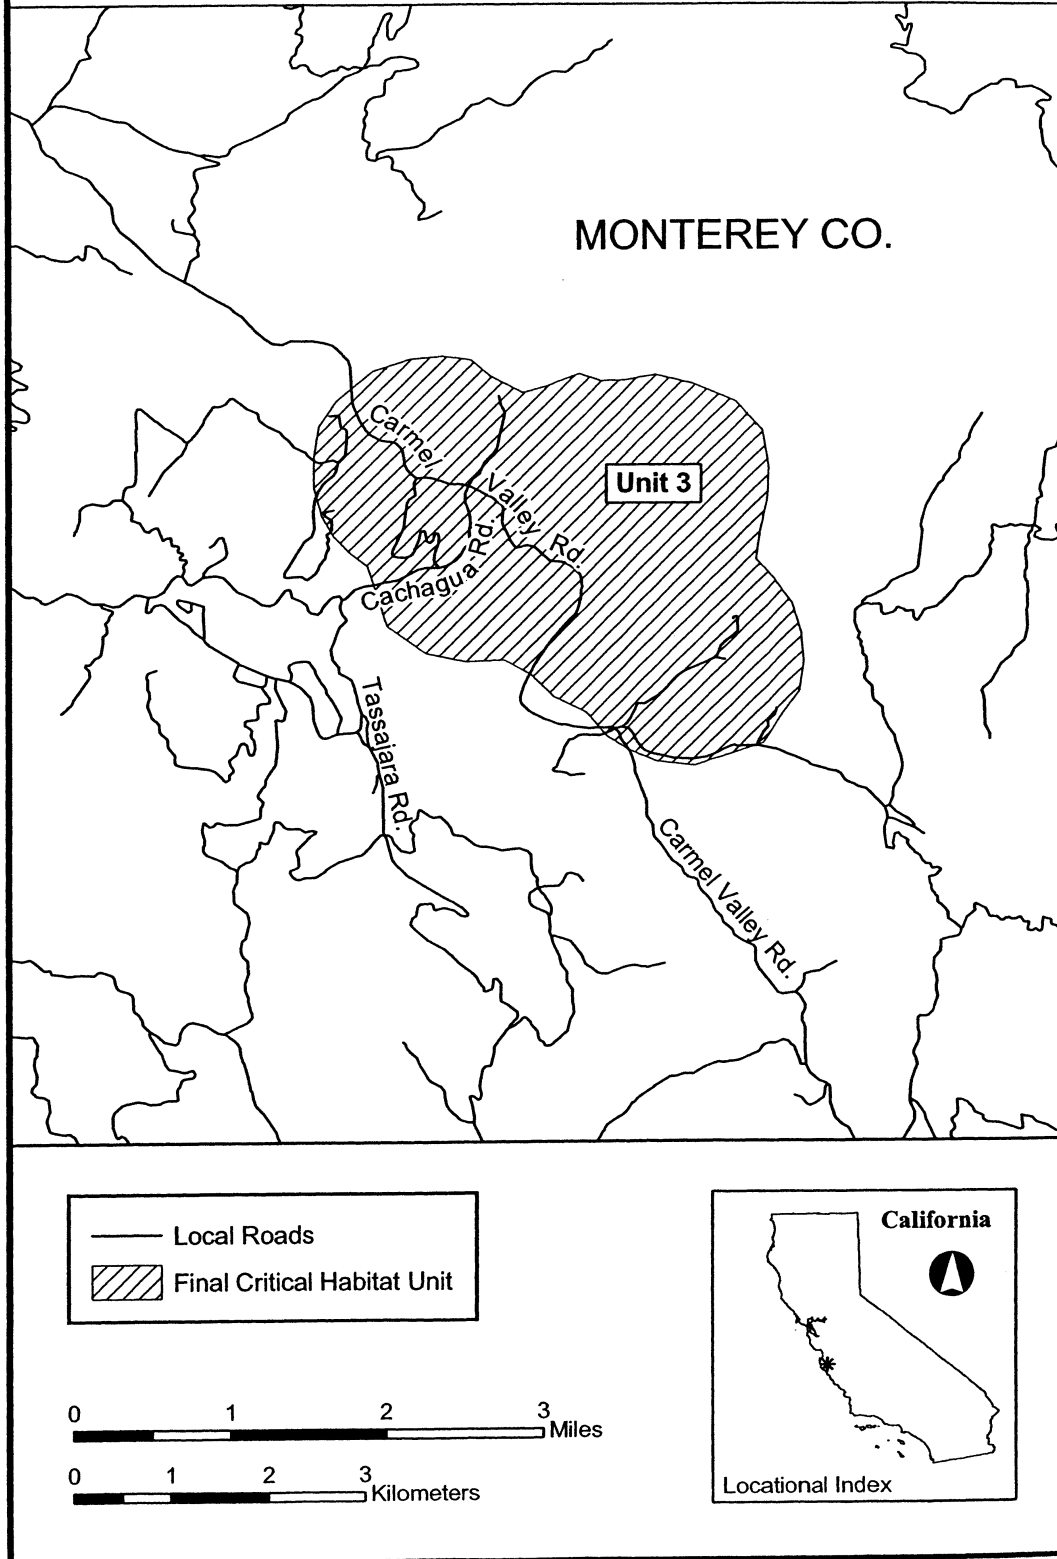 MONTEREY CO.
Unit 3
Carmel Valley Rd.
Cachagua Rd.
Tassajara Rd.
Carmel Valley Rd.
Local Roads
Final Critical Habitat Unit
California
0 1 2 3 Miles
0 1 2 3 Kilometers
Locational Index